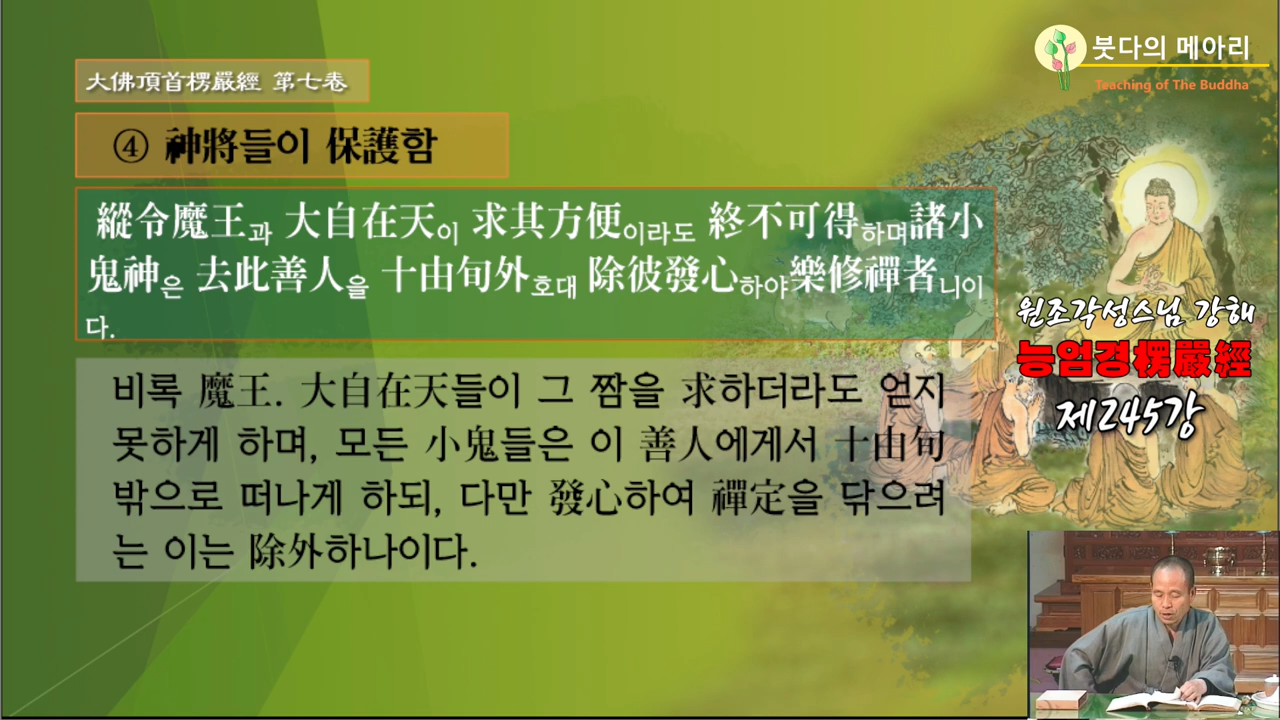 大佛頂首楞嚴經 第七卷
④ 神將들이 保護함
縱令魔王과 大自在天이 求其方便이라도 終不可得하며諸小
鬼神은 去此善人을 十由旬外호대 除彼發心하야樂修禪者니이
다.
비록 魔王. 大自在天들이 그 짬을 求하더라도 얻지
못하게 하며, 모든 小鬼들은 이 善人에게서 十由旬
밖으로 떠나게 하되, 다만 發心하여 禪定을 닦으려
는 이는 除外하나이다.
붓다의 메아리
Teaching of The Buddha
원조각성스님 강해
능엄경楞嚴經
제245강